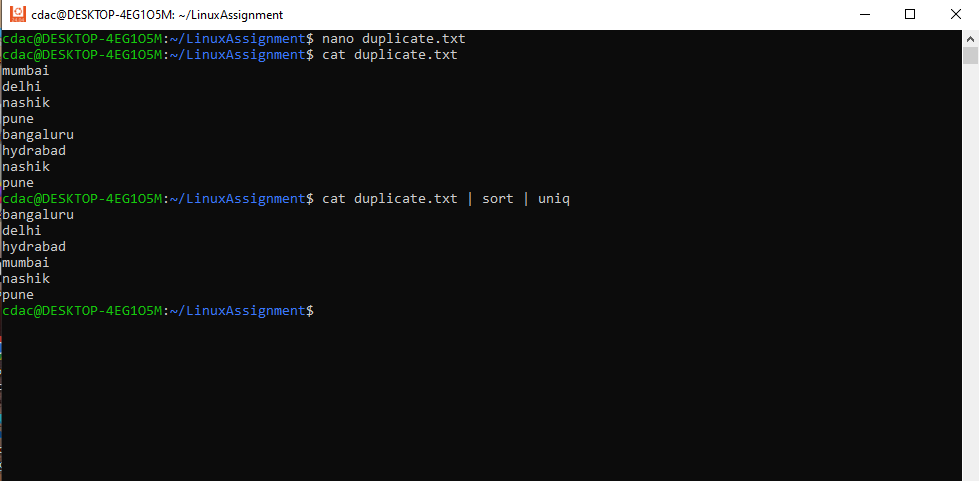 cdac@DESKTOP-4EG1O5M: ~/LinuxAssignment
cdac@DESKTOP-4EG1O5M:~/LinuxAssignment$ nano duplicate.txt
cdac@DESKTOP-4EG1O5M:~/LinuxAssignment$ cat duplicate.txt
mumbai
delhi
nashik
pune
bangaluru
hydrabad
nashik
pune
cdac@DESKTOP-4EG1O5M:~/LinuxAssignment$ cat duplicate.txt | sort | uniq
bangaluru
delhi
hydrabad
mumbai
nashik
pune
cdac@DESKTOP-4EG1O5M:~/LinuxAssignment$